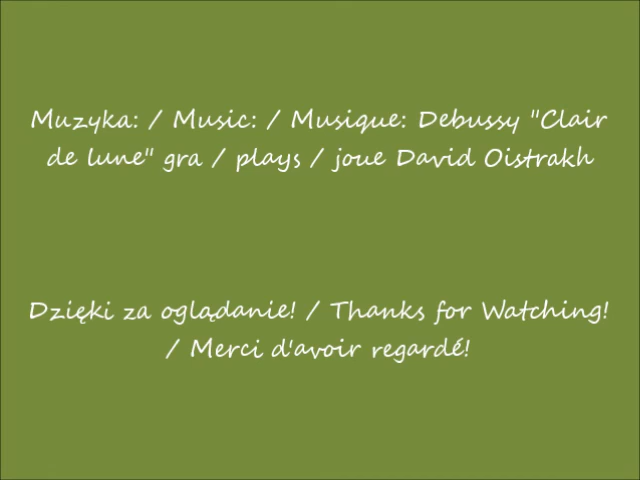 Muzyka: / Music: / Musique: Debussy "Clair
de lune" gra / plays / joue David Oistrakh
Dzięki za oglądanie! / Thanks for Watching!
/ Merci d'avoir regardé!